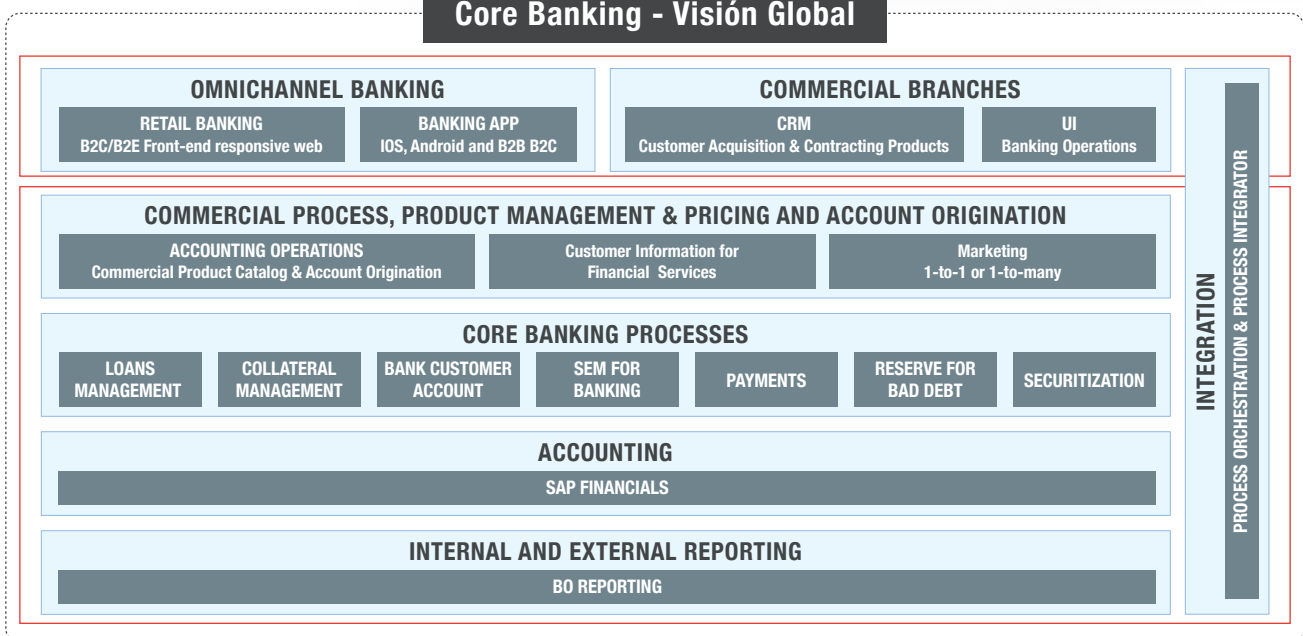 Core Banking - Visión Global
OMNICHANNEL BANKING
RETAIL BANKING
B2C/B2E Front-end responsive web
BANKING APP
IOS, Android and B2B B2C
COMMERCIAL BRANCHES
CRM
Customer Acquisition & Contracting Products
UI
Banking Operations
COMMERCIAL PROCESS, PRODUCT MANAGEMENT & PRICING AND ACCOUNT ORIGINATION
ACCOUNTING OPERATIONS
Commercial Product Catalog & Account Origination
Customer Information for
Financial Services
Marketing
1-to-1 or 1-to-many
CORE BANKING PROCESSES
LOANS
MANAGEMENT
COLLATERAL
MANAGEMENT
BANK CUSTOMER
ACCOUNT
SEM FOR
BANKING
PAYMENTS
RESERVE FOR
BAD DEBT
SECURITIZATION
ACCOUNTING
SAP FINANCIALS
INTERNAL AND EXTERNAL REPORTING
BO REPORTING
INTEGRATION
PROCESS ORCHESTRATION & PROCESS INTEGRATOR